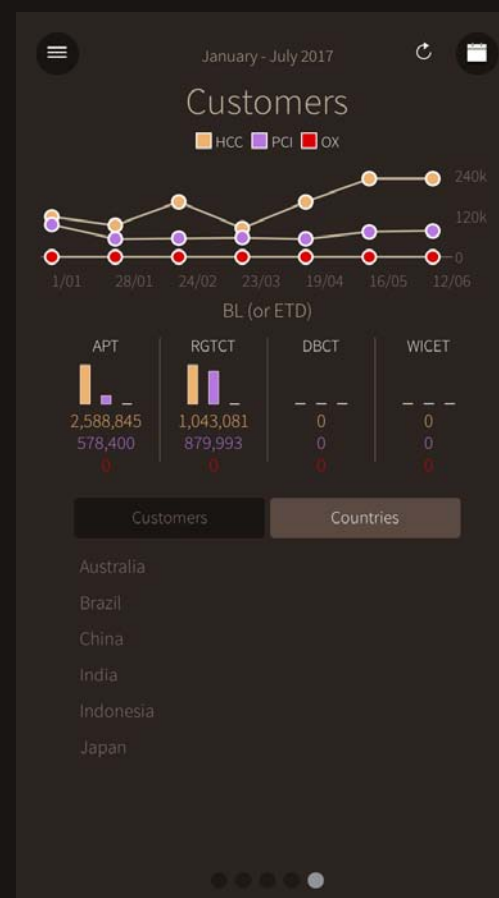 January - July 2017
Customers
HCC PCI OX
240k
120k
0
1/01 28/01 24/02 23/03 19/04 16/05 12/06
BL (or ETD)
APT RGTCT DBCT WICET
2,588,845 1,043,081 0 0
578,400 879,993 0 0
0 0 0 0
Customers Countries
Australia
Brazil
China
India
Indonesia
Japan